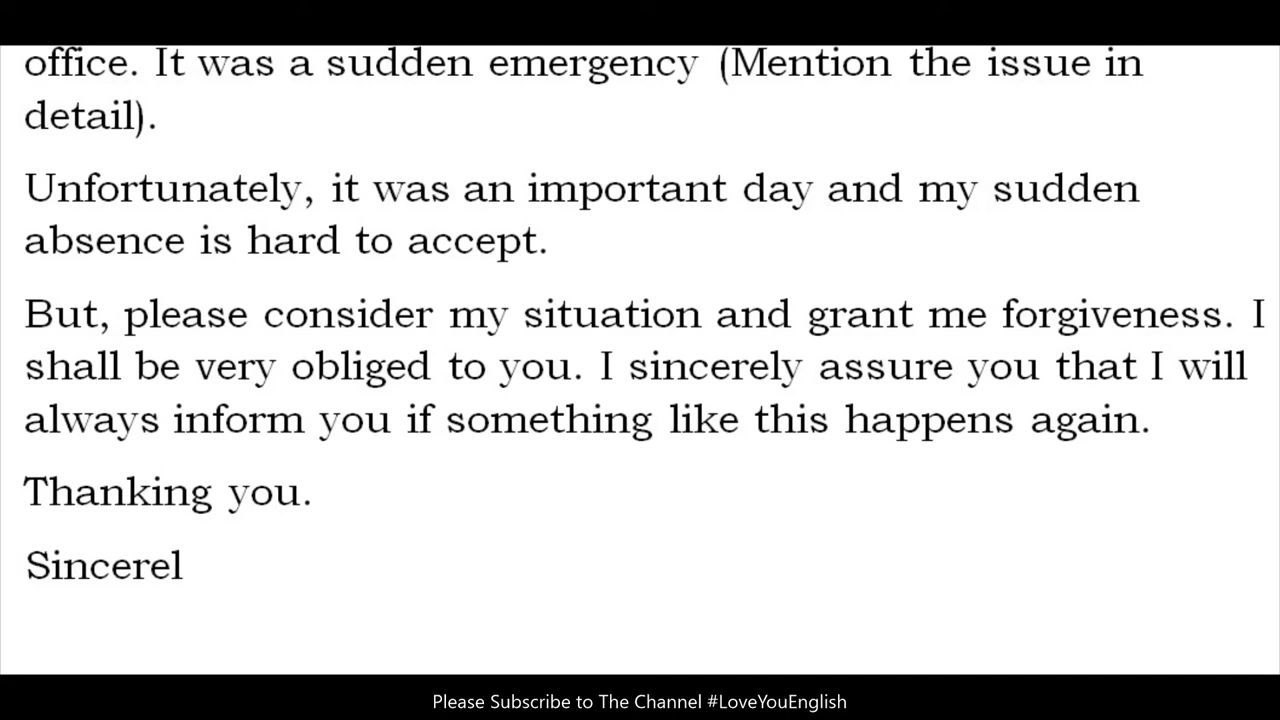 office. It was a sudden emergency (Mention the issue in
detail).
Unfortunately, it was an important day and my sudden
absence is hard to accept.
But, please consider my situation and grant me forgiveness. I
shall be very obliged to you. I sincerely assure you that I will
always inform you if something like this happens again.
Thanking you.
Sincerel
Please Subscribe to The Channel #LoveYouEnglish